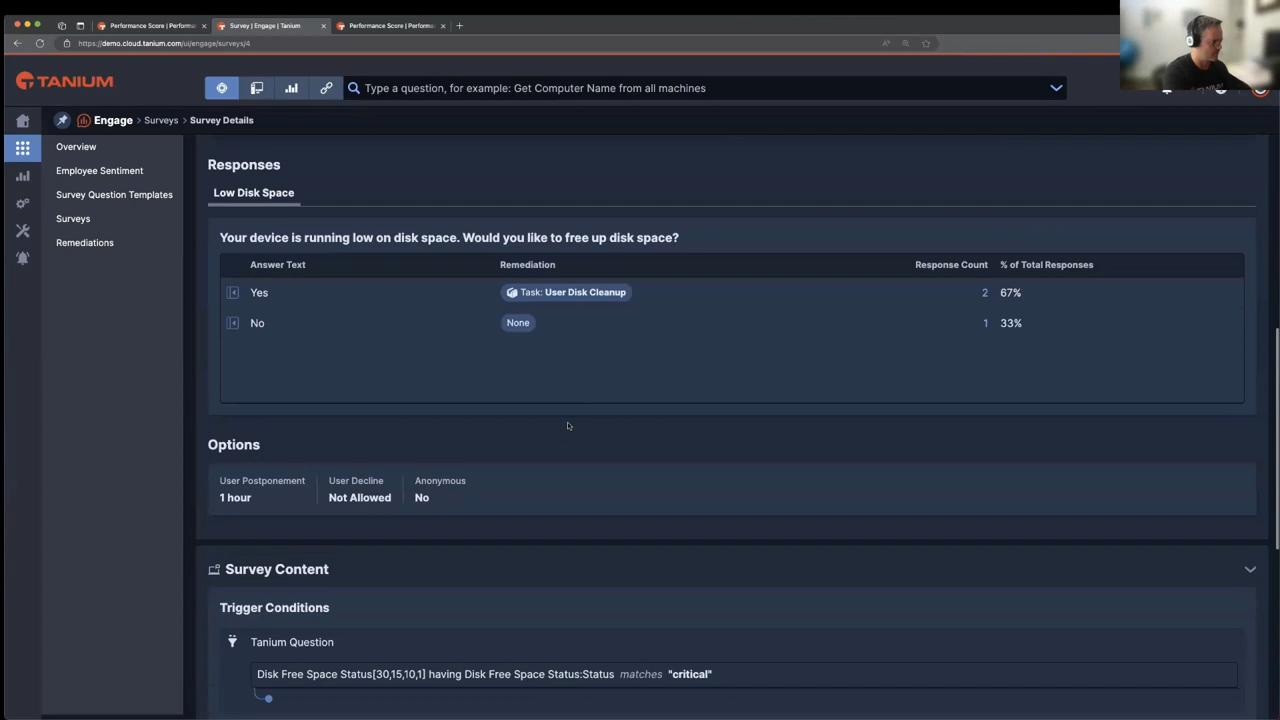 Performance Score | Performa
Survey | Engage | Tanium
Performance Score | Performa
https://demo.cloud.tanium.com/ui/engage/surveys/4
TANIUM
Type a question, for example: Get Computer Name from all machines
Engage > Surveys > Survey Details
Overview
Employee Sentiment
Survey Question Templates
Surveys
Remediations
Responses
Low Disk Space
Your device is running low on disk space. Would you like to free up disk space?
Answer Text Remediation Response Count % of Total Responses
Yes Task: User Disk Cleanup 2 67%
No None 1 33%
Options
User Postponement User Decline Anonymous
1 hour Not Allowed No
Survey Content
Trigger Conditions
Tanium Question
Disk Free Space Status[30,15,10,1] having Disk Free Space Status:Status matches "critical"